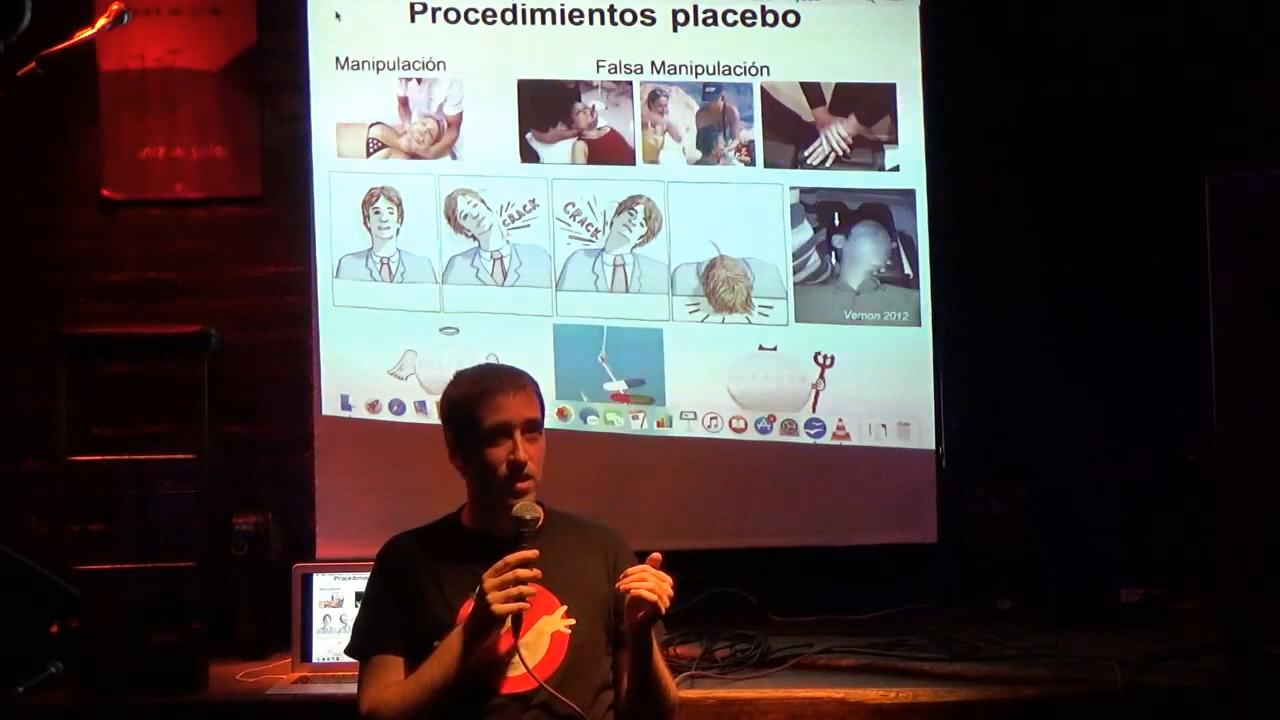 Procedimientos placebo
Manipulación
Falsa Manipulación
CRACK
CRACK
Vernon 2012